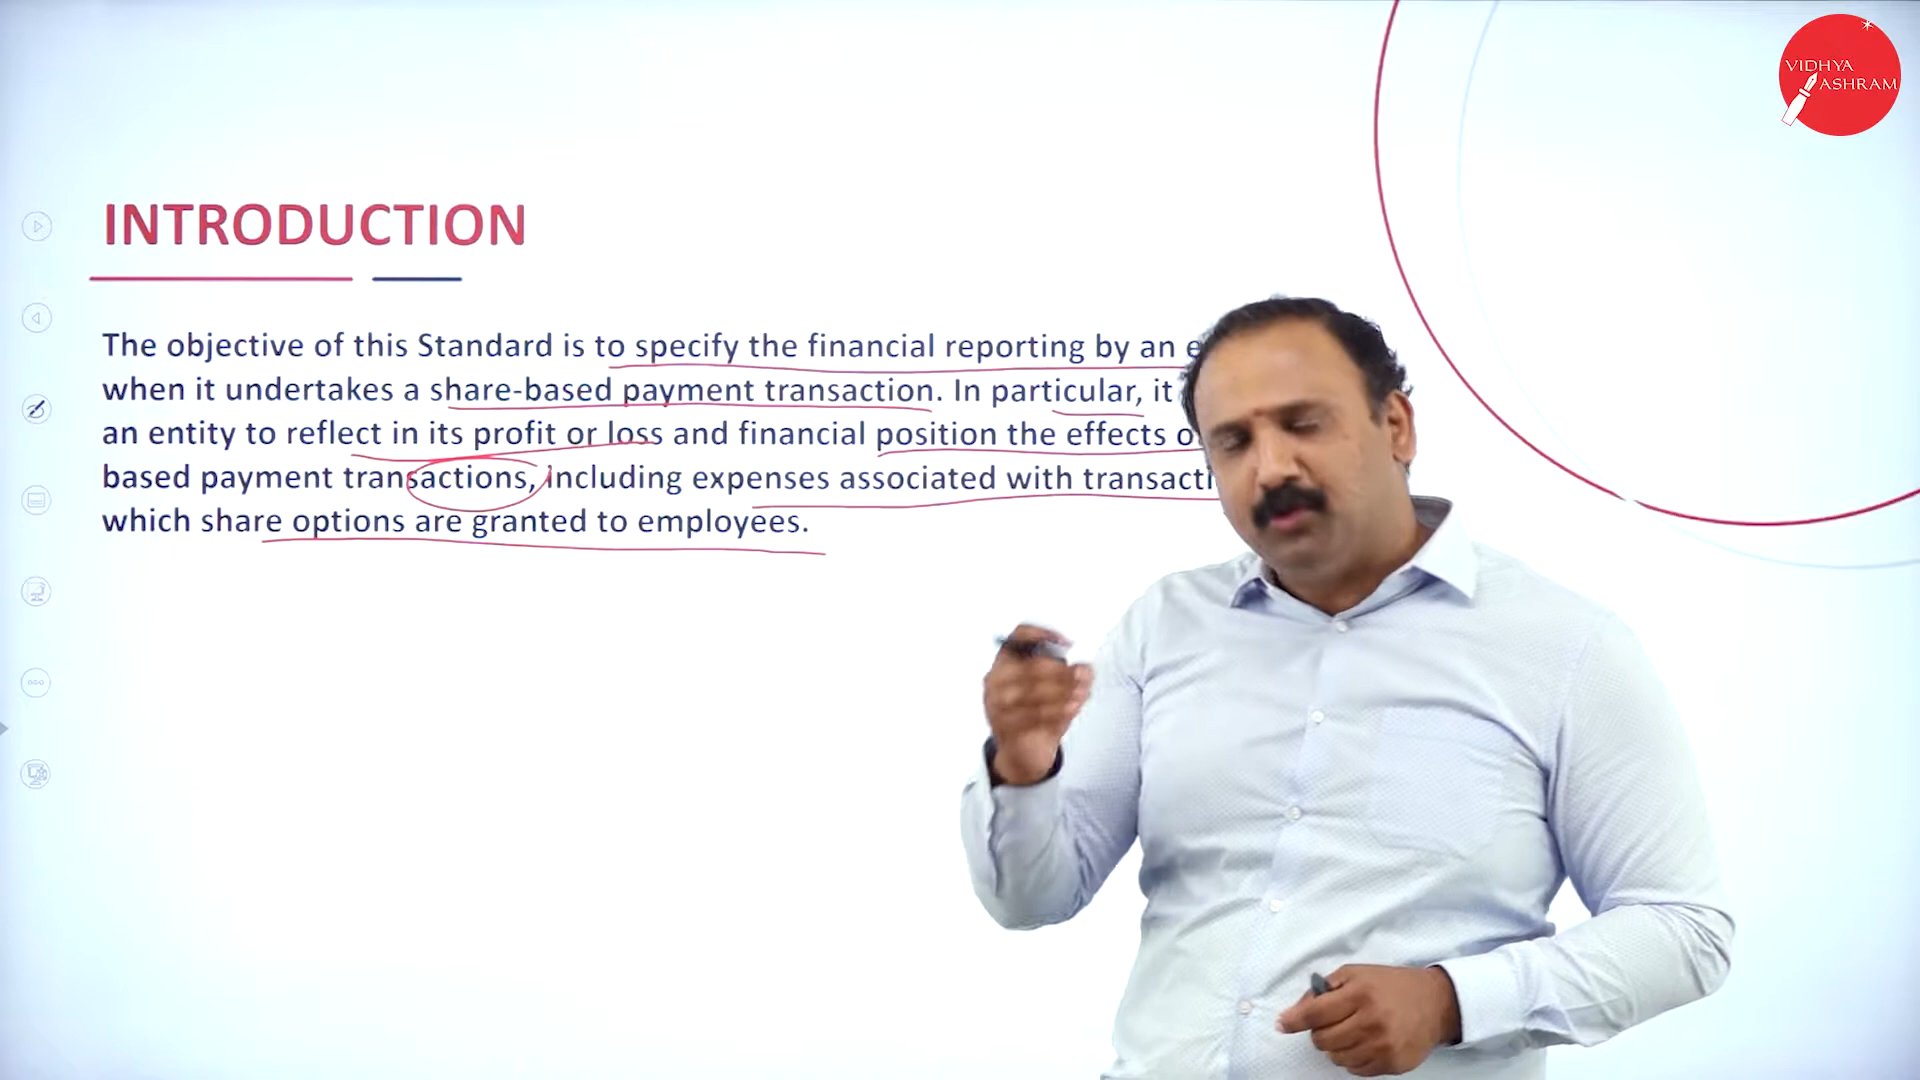 VIDHYA
ASHRAM
INTRODUCTION
The objective of this Standard is to specify the financial reporting by an
when it undertakes a share-based payment transaction. In particular, it
an entity to reflect in its profit or loss and financial position the effects
based payment transactions, including expenses associated with
which share options are granted to employees.